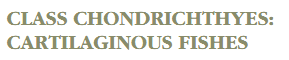 CLASS CHONDRICHTHYES:
CARTILAGINOUS FISHES